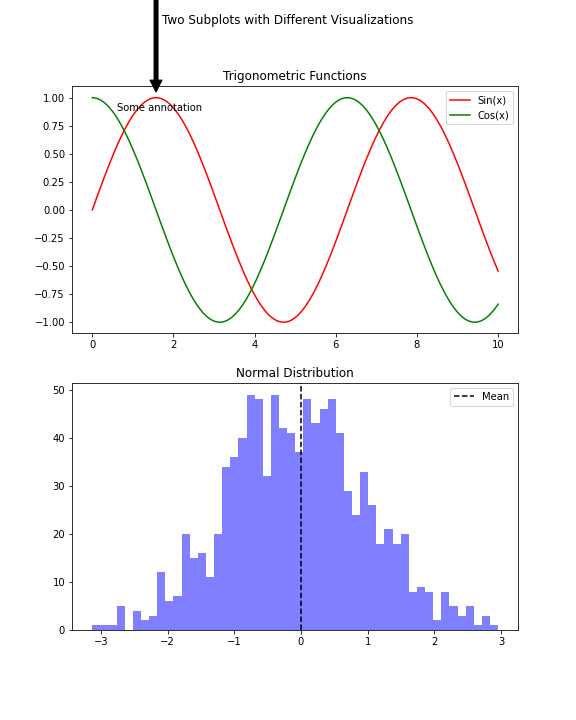 Two Subplots with Different Visualizations
Trigonometric Functions
1.00
0.75
0.50
0.25
0.00
−0.25
−0.50
−0.75
−1.00
Some annotation
Sin(x)
Cos(x)
0 2 4 6 8 10
Normal Distribution
50
40
30
20
10
0
Mean
−3 −2 −1 0 1 2 3